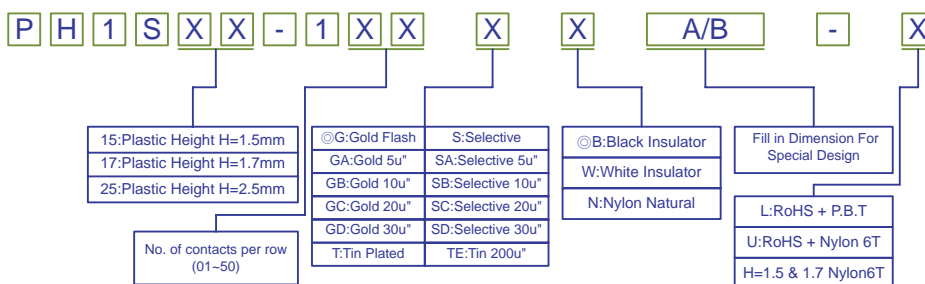 P H 1 S X X - 1 X X X X A/B - X
15:Plastic Height H=1.5mm
17:Plastic Height H=1.7mm
25:Plastic Height H=2.5mm
No. of contacts per row
(01~50)
◎G:Gold Flash S:Selective
GA:Gold 5u" SA:Selective 5u"
GB:Gold 10u" SB:Selective 10u"
GC:Gold 20u" SC:Selective 20u"
GD:Gold 30u" SD:Selective 30u"
T:Tin Plated TE:Tin 200u"
◎B:Black Insulator
W:White Insulator
N:Nylon Natural
Fill in Dimension For
Special Design
L:RoHS + P.B.T
U:RoHS + Nylon 6T
H=1.5 & 1.7 Nylon6T